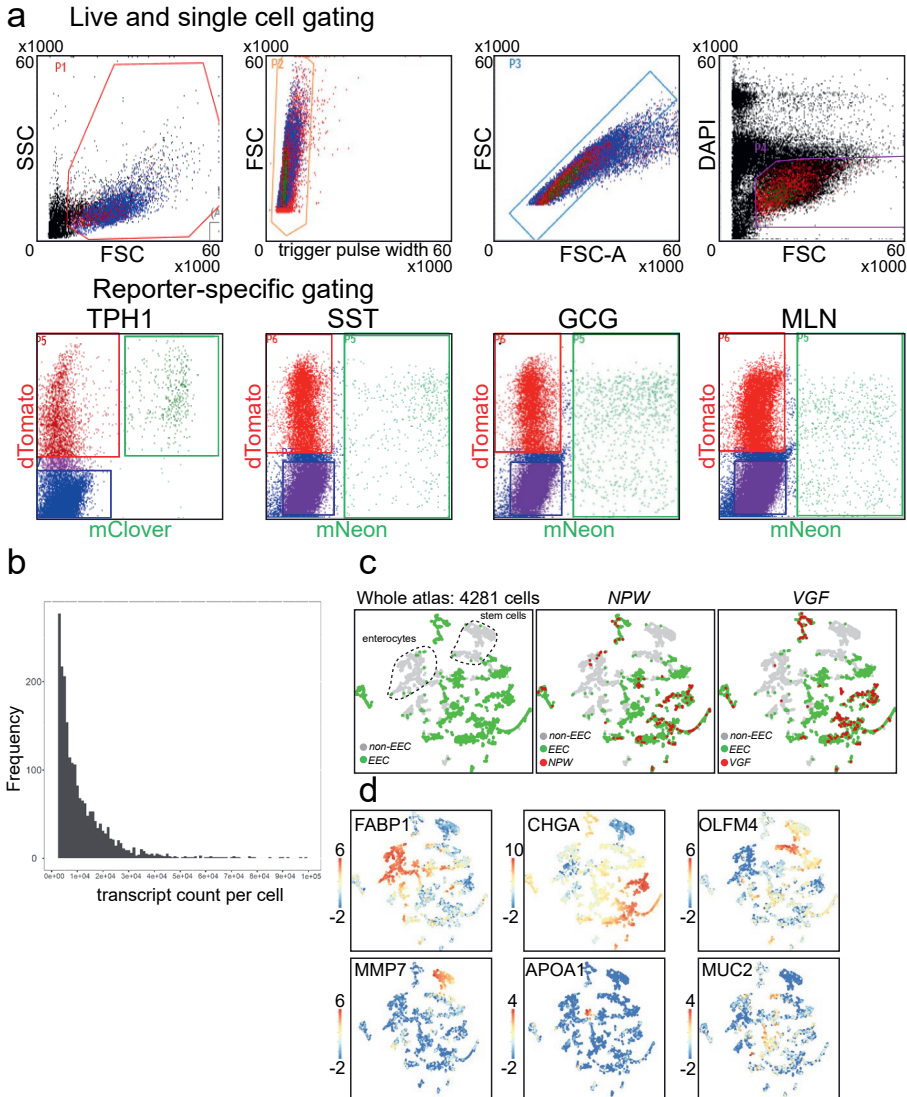 a Live and single cell gating
x1000 x1000 x1000 x1000
60 60 60 60
P1 P2 P3 P4
SSC FSC FSC DAPI
0 FSC 60 0 trigger pulse width 60 0 FSC-A 60 0 FSC 60
x1000 x1000 x1000 x1000
Reporter-specific gating
TPH1 SST GCG MLN
P5 P6 P5 P6 P5 P6 P5
dTomato dTomato dTomato dTomato
mClover mNeon mNeon mNeon
b
Frequency
200
100
0
0e+00 1e+04 2e+04 3e+04 4e+04 5e+04 6e+04 7e+04 8e+04 9e+04 1e+05
transcript count per cell
c
Whole atlas: 4281 cells NPW VGF
stem cells
enterocytes
non-EEC non-EEC non-EEC
EEC EEC EEC
NPW VGF
d
FABP1 CHGA OLFM4
6 10 6
-2 -2 -2
MMP7 APOA1 MUC2
6 4 4
-2 -2 -2